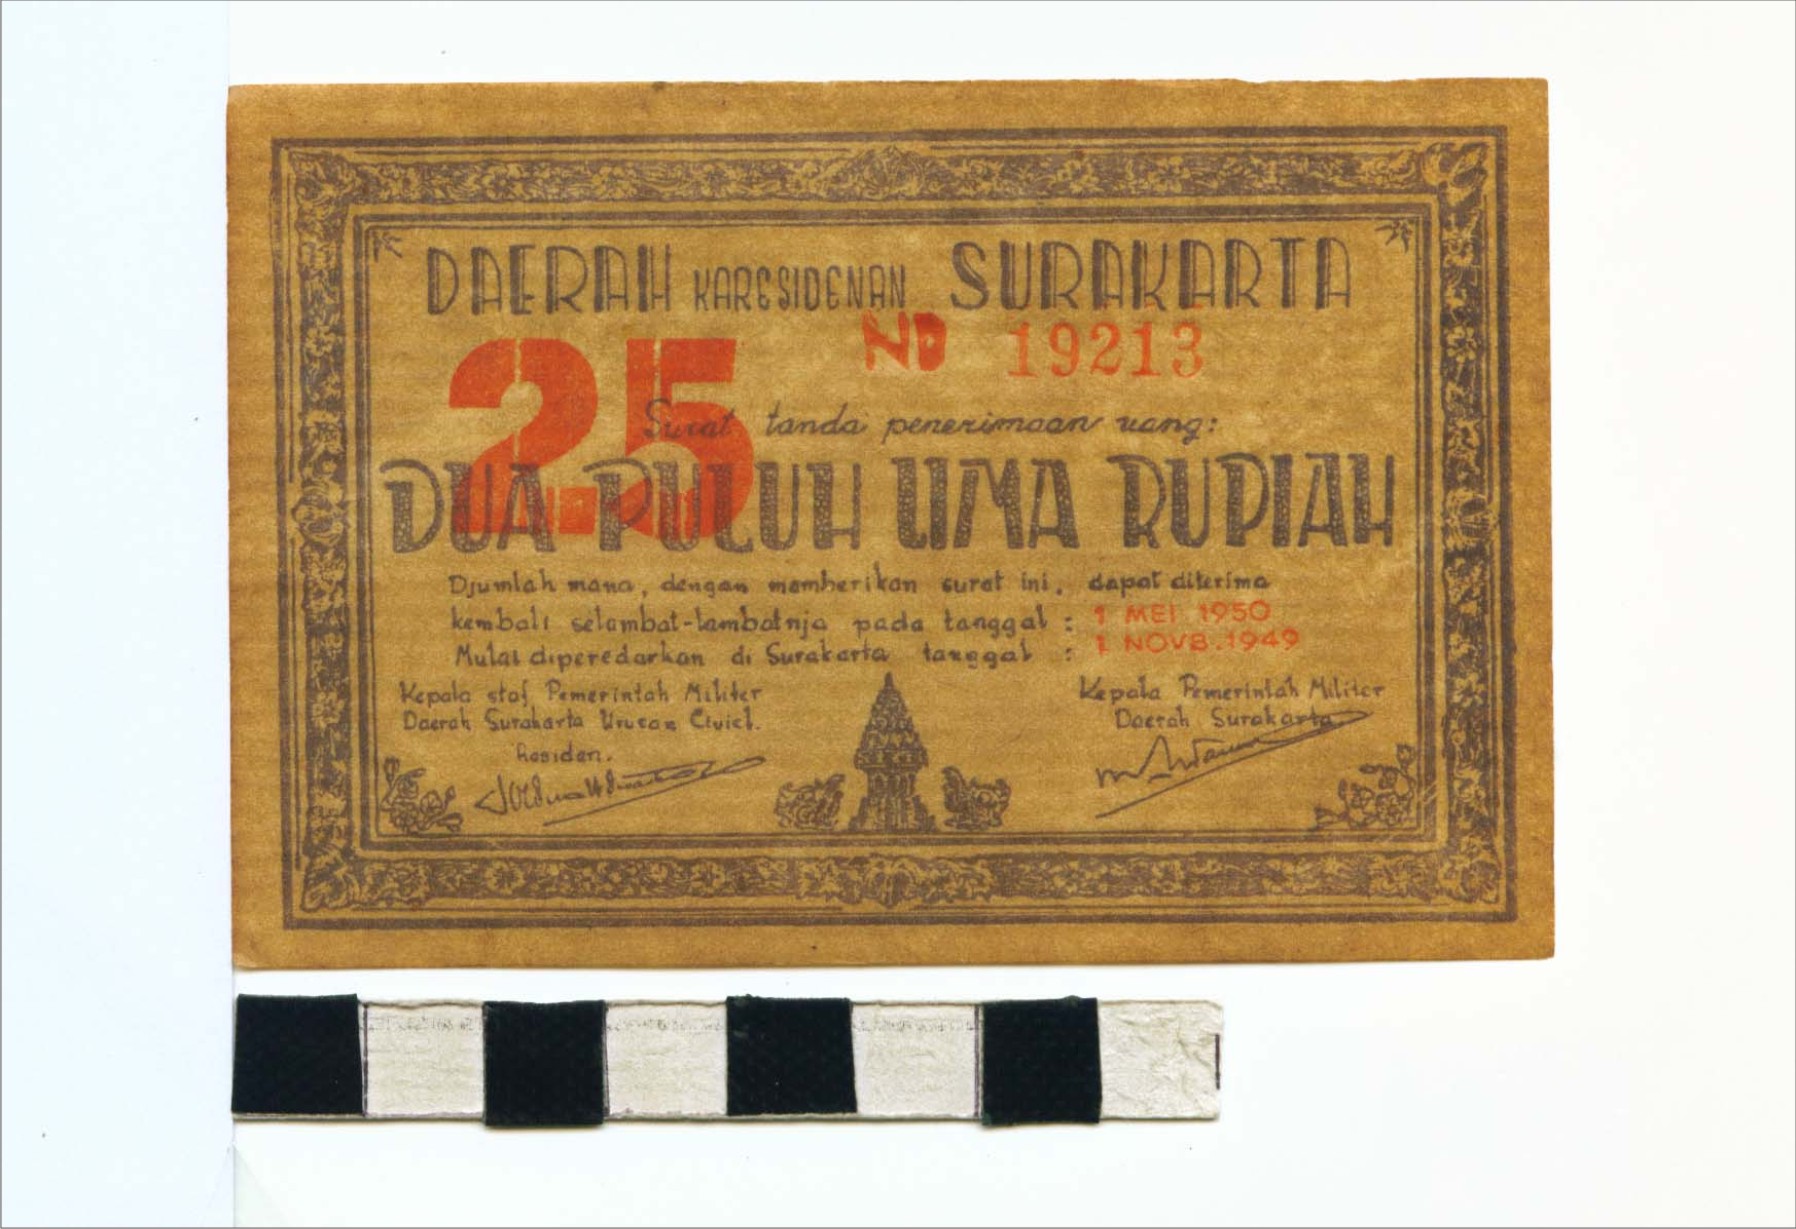 DAERAH KARESIDENAN SURAKARTA
No 19213
25
Surat tanda penerimaan uang:
DUA PULUH LIMA RUPIAH
Djumlah mana, dengan memberikan surat ini, dapat diterima
kembali selambat-lambatnja pada tanggal : 1 MEI 1950
Mulai diperedarkan di Surakarta tanggal : 1 NOVB.1949
Kepala staf Pemerintah Militer
Daerah Surakarta Urusan Civiel.
Residen.
Kepala Pemerintah Militer
Daerah Surakarta